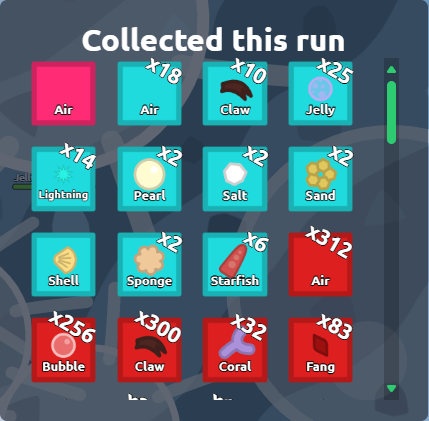 Collected this run
Air
x18
Air
x10
Claw
x25
Jelly
x14
Lightning
x2
Pearl
x2
Salt
x2
Sand
Shell
x2
Sponge
x6
Starfish
x312
Air
x256
Bubble
x300
Claw
x32
Coral
x83
Fang